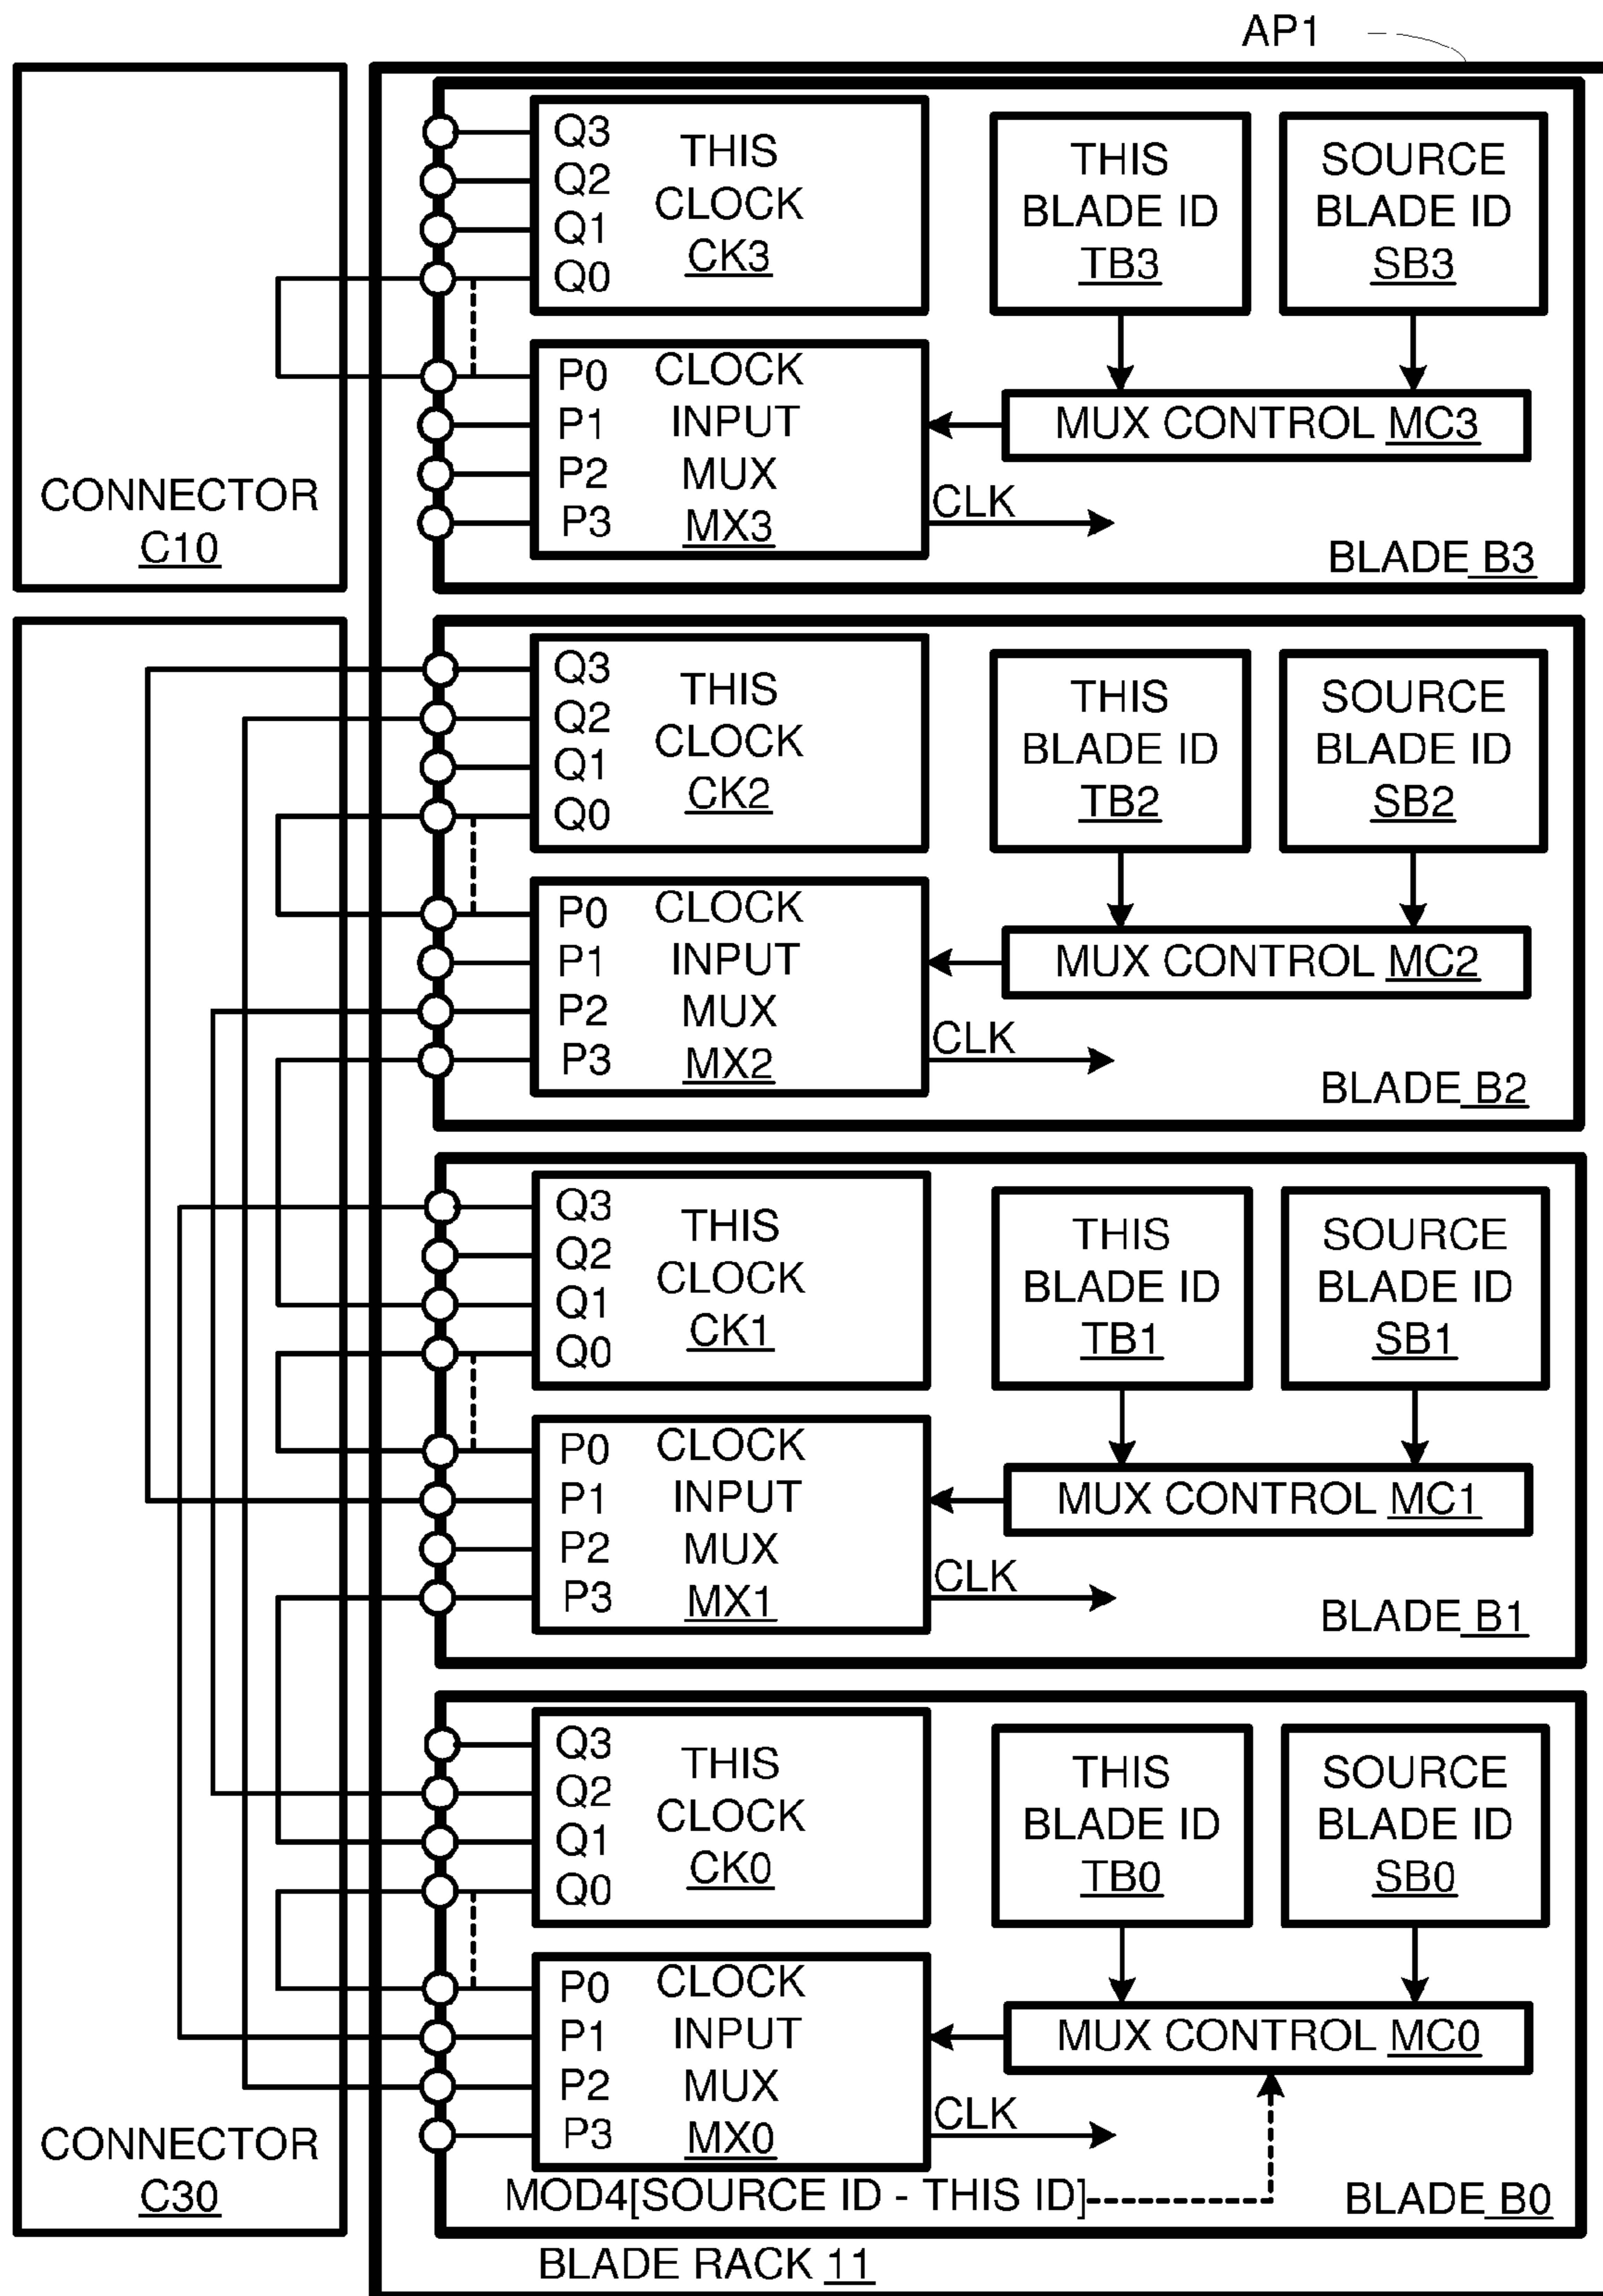 AP1
CONNECTOR
C10
Q3
Q2
Q1
Q0
THIS
CLOCK
CK3
THIS
BLADE ID
TB3
SOURCE
BLADE ID
SB3
P0
P1
P2
P3
CLOCK
INPUT
MUX
MX3
MUX CONTROL MC3
CLK
BLADE B3
CONNECTOR
C30
Q3
Q2
Q1
Q0
THIS
CLOCK
CK2
THIS
BLADE ID
TB2
SOURCE
BLADE ID
SB2
P0
P1
P2
P3
CLOCK
INPUT
MUX
MX2
MUX CONTROL MC2
CLK
BLADE B2
Q3
Q2
Q1
Q0
THIS
CLOCK
CK1
THIS
BLADE ID
TB1
SOURCE
BLADE ID
SB1
P0
P1
P2
P3
CLOCK
INPUT
MUX
MX1
MUX CONTROL MC1
CLK
BLADE B1
Q3
Q2
Q1
Q0
THIS
CLOCK
CK0
THIS
BLADE ID
TB0
SOURCE
BLADE ID
SB0
P0
P1
P2
P3
CLOCK
INPUT
MUX
MX0
MUX CONTROL MC0
CLK
MOD4[SOURCE ID - THIS ID]
BLADE B0
BLADE RACK 11